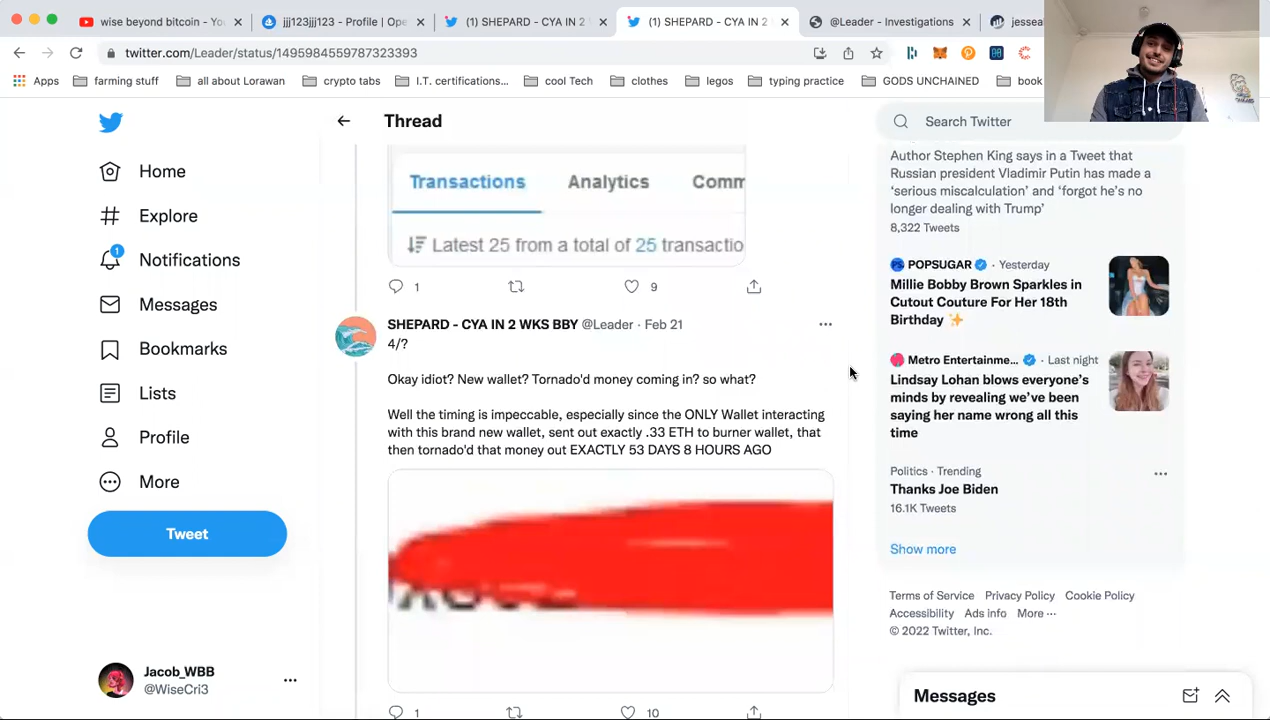 wise beyond bitcoin - Yo
jjj123jjj123 - Profile | Ope
(1) SHEPARD - CYA IN 2
(1) SHEPARD - CYA IN 2
@Leader - Investigations
jessea
twitter.com/Leader/status/1495984559787323393
Apps
farming stuff
all about Lorawan
crypto tabs
I.T. certifications...
cool Tech
clothes
legos
typing practice
GODS UNCHAINED
book
Home
Explore
1
Notifications
Messages
Bookmarks
Lists
Profile
More
Tweet
Jacob_WBB
@WiseCri3
Thread
Transactions
Analytics
Comm
Latest 25 from a total of 25 transactio
1
9
SHEPARD - CYA IN 2 WKS BBY @Leader · Feb 21
4/?
Okay idiot? New wallet? Tornado'd money coming in? so what?
Well the timing is impeccable, especially since the ONLY Wallet interacting
with this brand new wallet, sent out exactly .33 ETH to burner wallet, that
then tornado'd that money out EXACTLY 53 DAYS 8 HOURS AGO
1
10
Search Twitter
Author Stephen King says in a Tweet that
Russian president Vladimir Putin has made a
‘serious miscalculation’ and ‘forgot he’s no
longer dealing with Trump’
8,322 Tweets
POPSUGAR · Yesterday
Millie Bobby Brown Sparkles in
Cutout Couture For Her 18th
Birthday ✨
Metro Entertainme... · Last night
Lindsay Lohan blows everyone’s
minds by revealing we’ve been
saying her name wrong all this
time
Politics · Trending
Thanks Joe Biden
16.1K Tweets
Show more
Terms of Service Privacy Policy Cookie Policy
Accessibility Ads info More ···
© 2022 Twitter, Inc.
Messages